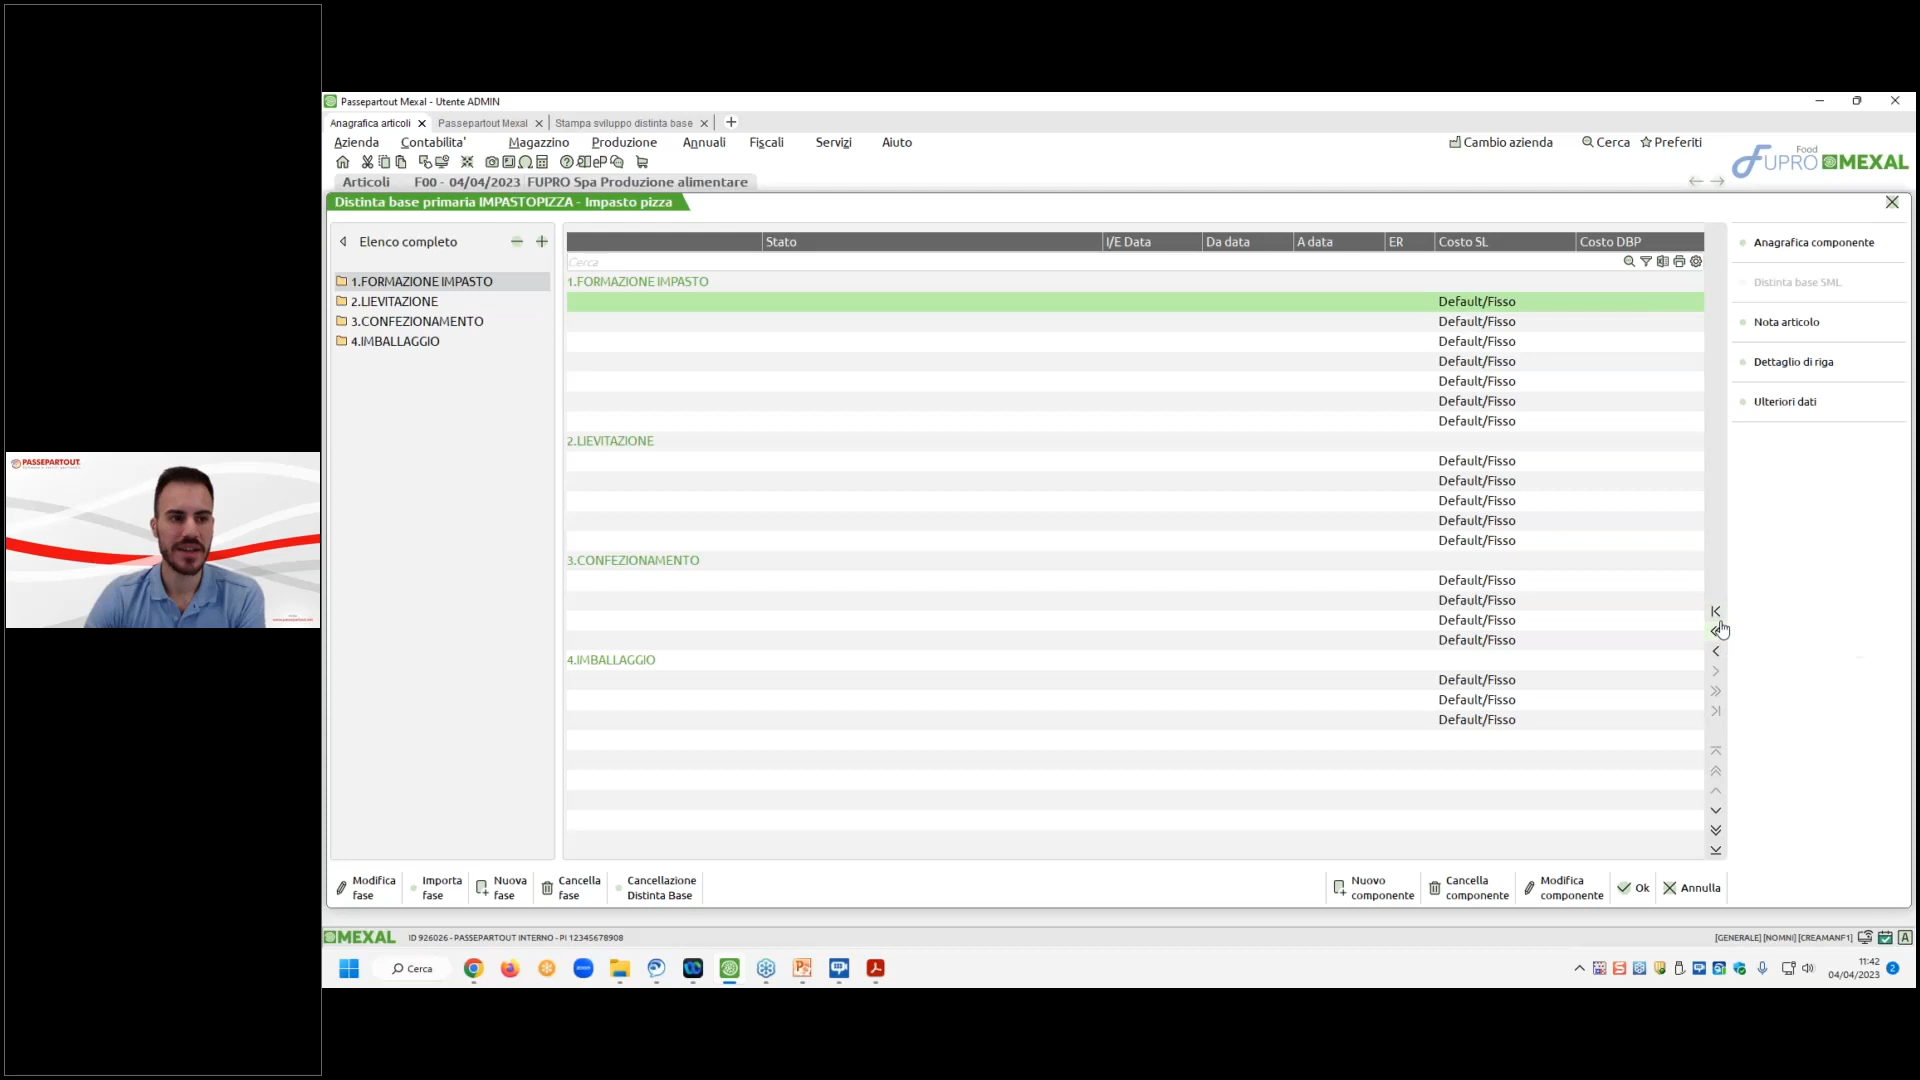 Passepartout Mexal - Utente ADMIN
Anagrafica articoli
Passepartout Mexal
Stampa sviluppo distinta base
Azienda
Contabilita'
Magazzino
Produzione
Annuali
Fiscali
Servizi
Aiuto
Cambio azienda
Cerca
Preferiti
Food
FUPRO
MEXAL
Articoli
F00 - 04/04/2023 FUPRO Spa Produzione alimentare
Distinta base primaria IMPASTOPIZZA - Impasto pizza
Elenco completo
1.FORMAZIONE IMPASTO
2.LIEVITAZIONE
3.CONFEZIONAMENTO
4.IMBALLAGGIO
Stato
I/E Data
Da data
A data
ER
Costo SL
Costo DBP
Cerca
1.FORMAZIONE IMPASTO
Default/Fisso
Default/Fisso
Default/Fisso
Default/Fisso
Default/Fisso
Default/Fisso
Default/Fisso
2.LIEVITAZIONE
Default/Fisso
Default/Fisso
Default/Fisso
Default/Fisso
Default/Fisso
3.CONFEZIONAMENTO
Default/Fisso
Default/Fisso
Default/Fisso
Default/Fisso
4.IMBALLAGGIO
Default/Fisso
Default/Fisso
Default/Fisso
Anagrafica componente
Distinta base SML
Nota articolo
Dettaglio di riga
Ulteriori dati
PASSEPARTOUT
Modifica
fase
Importa
fase
Nuova
fase
Cancella
fase
Cancellazione
Distinta Base
Nuovo
componente
Cancella
componente
Modifica
componente
Ok
Annulla
MEXAL
ID 926026 - PASSEPARTOUT INTERNO - PI 12345678908
[GENERALE] [NOMNI] [CREAMANF1]
A
Cerca
11:42
04/04/2023
2